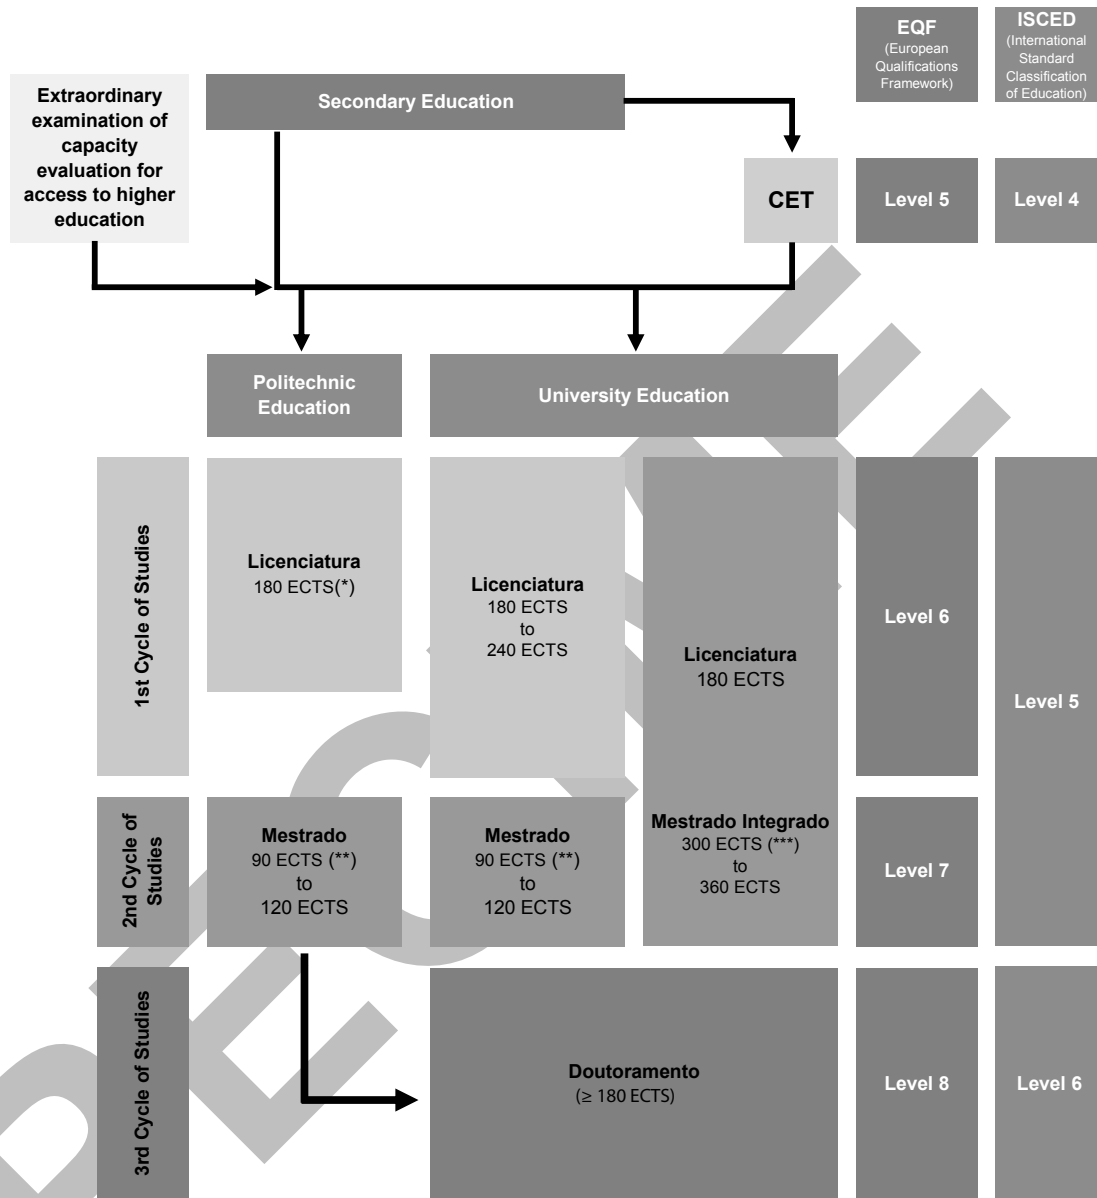 EQF
(European
Qualifications
Framework)
ISCED
(International
Standard
Classification
of Education)
Extraordinary
examination of
capacity
evaluation for
access to higher
education
Secondary Education
CET
Level 5
Level 4
Politechnic
Education
University Education
1st Cycle of Studies
Licenciatura
180 ECTS(*)
Licenciatura
180 ECTS
to
240 ECTS
Licenciatura
180 ECTS
Level 6
Level 5
2nd Cycle of
Studies
Mestrado
90 ECTS (**)
to
120 ECTS
Mestrado
90 ECTS (**)
to
120 ECTS
Mestrado Integrado
300 ECTS (***)
to
360 ECTS
Level 7
3rd Cycle of Studies
Doutoramento
(≥ 180 ECTS)
Level 8
Level 6